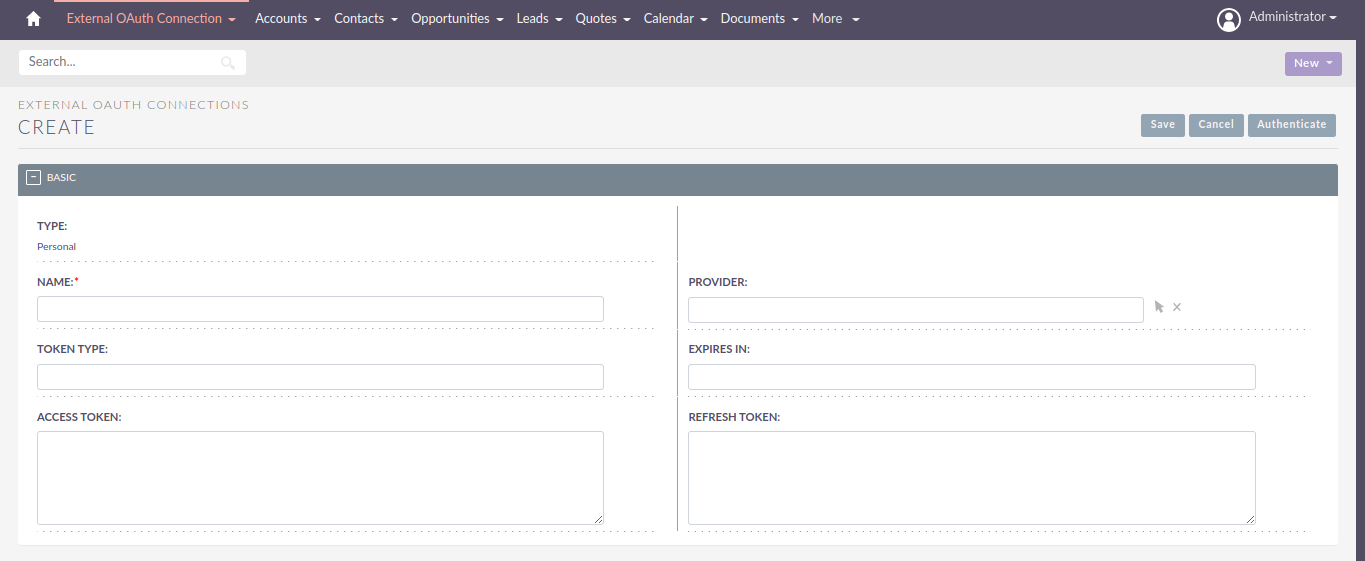 External OAuth Connection Accounts Contacts Opportunities Leads Quotes Calendar Documents More Administrator
Search... New
EXTERNAL OAUTH CONNECTIONS
CREATE
Save Cancel Authenticate
BASIC
TYPE:
Personal
NAME:* PROVIDER:
TOKEN TYPE: EXPIRES IN:
ACCESS TOKEN: REFRESH TOKEN: